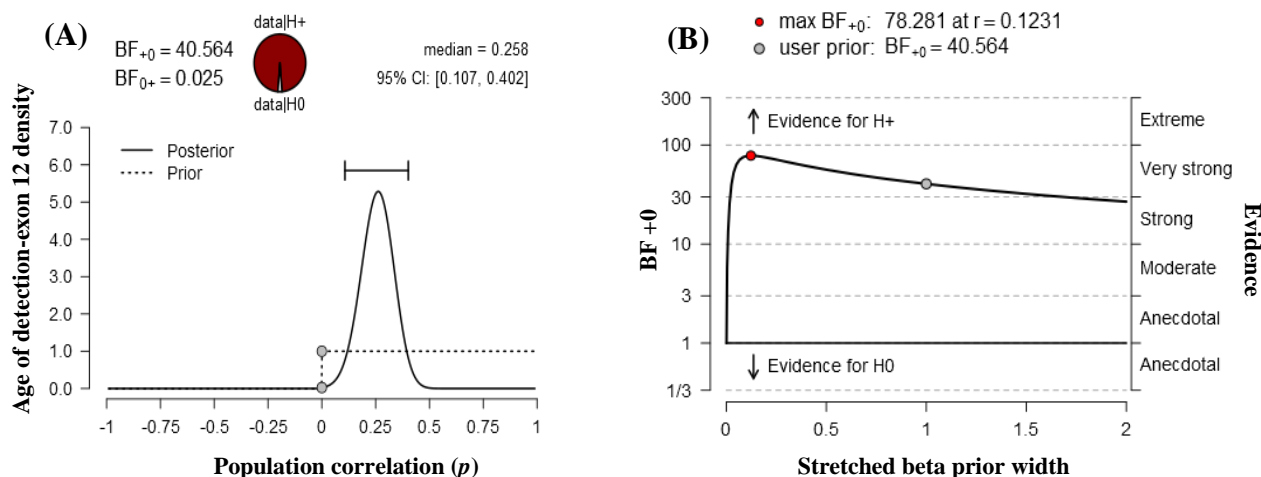 (A)
data|H+
BF+0 = 40.564
BF0+ = 0.025
data|H0
median = 0.258
95% CI: [0.107, 0.402]
Posterior
Prior
7.0
6.0
5.0
4.0
3.0
2.0
1.0
0.0
Age of detection-exon 12 density
-1 -0.75 -0.5 -0.25 0 0.25 0.5 0.75 1
Population correlation (p)
(B)
max BF+0: 78.281 at r = 0.1231
user prior: BF+0 = 40.564
300
100
30
10
3
1
1/3
BF +0
Evidence for H+
Evidence for H0
Extreme
Very strong
Strong
Moderate
Anecdotal
Anecdotal
Evidence
0 0.5 1 1.5 2
Stretched beta prior width